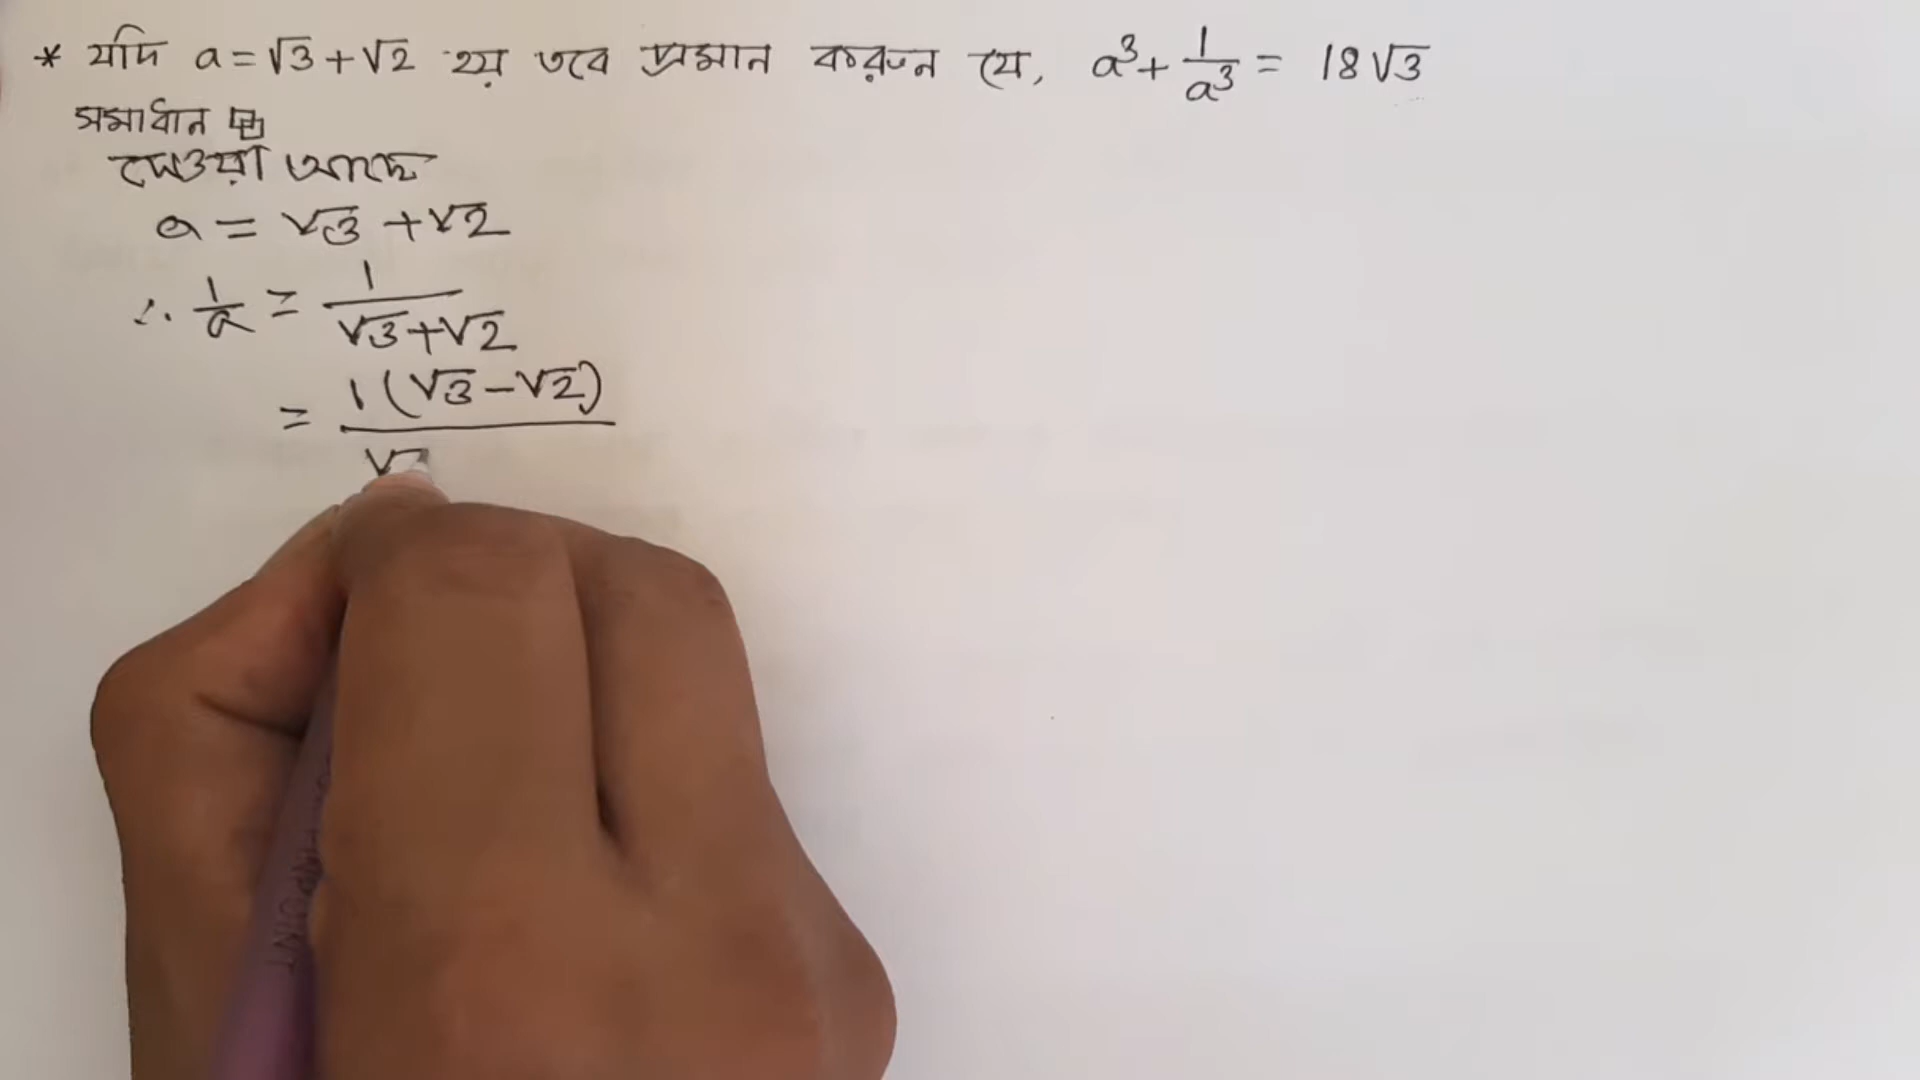 * যদি a = √3 + √2 হয় তবে প্রমান করুন যে, a³ + 1/a³ = 18√3
সমাধান
দেওয়া আছে
a = √3 + √2
∴ 1/a = 1/(√3 + √2)
= 1(√3 - √2)/√
POINT